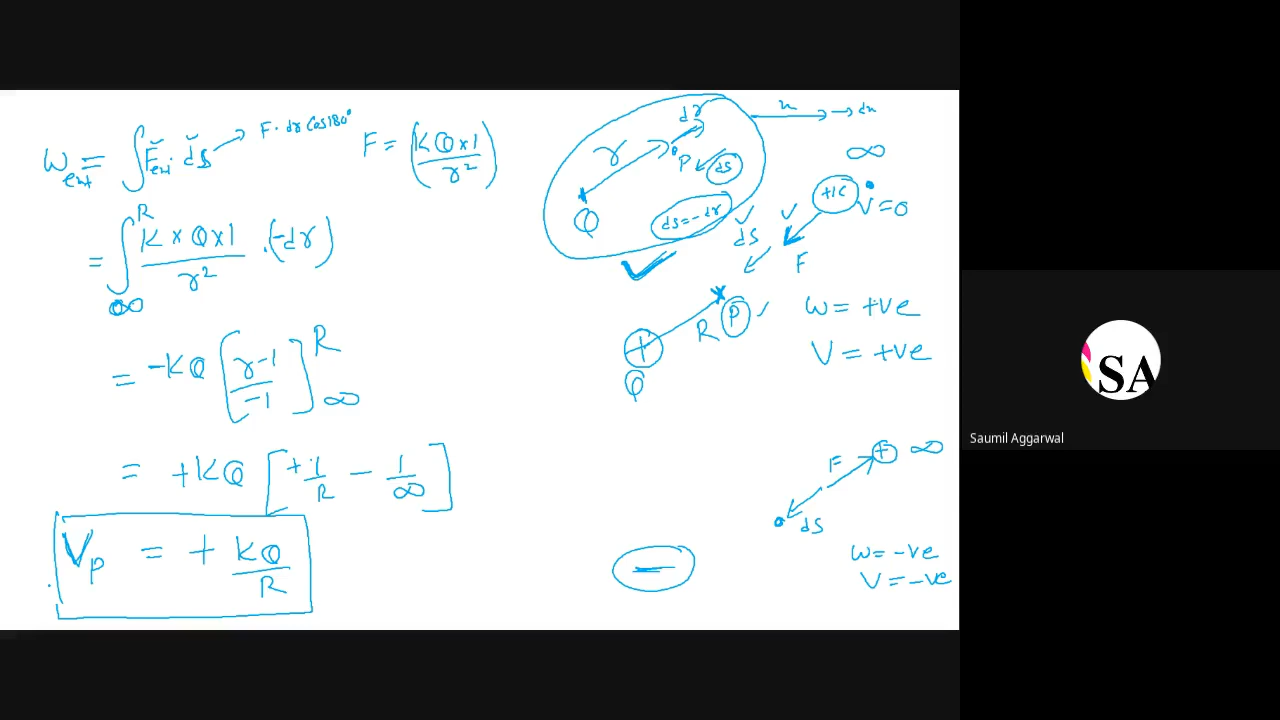 W_ext = ∫ F_ext · ds → F · dr Cos180°
F = (KQ×1 / r²)
= ∫_∞^R K×Q×1 / r² · (-dr)
= -KQ [r-1 / -1]_∞^R
= +KQ [+1/R - 1/∞]
V_p = + KQ / R
r
dr
P
ds
Q
ds = -dr
x → dx
∞
+1C
V=0
ds
F
R
P
+
Q
W = +ve
V = +ve
F
+
∞
ds
W = -ve
V = -ve
−
SA
Saumil Aggarwal